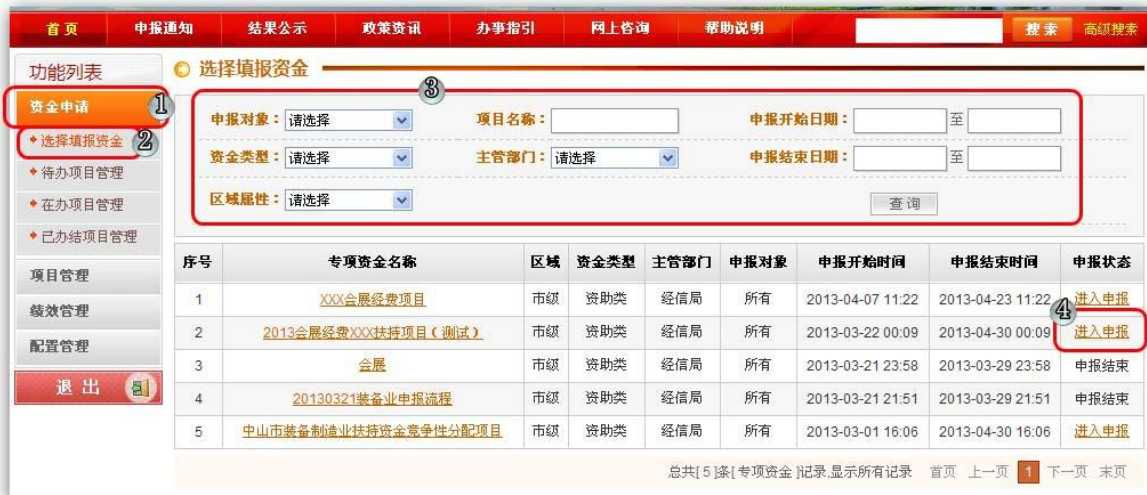 首页 申报通知 结果公示 政策资讯 办事指引 网上咨询 帮助说明 搜索 高级搜索
功能列表
资金申请 1
选择填报资金 2
待办项目管理
在办项目管理
已办结项目管理
项目管理
绩效管理
配置管理
退出
选择填报资金
3
申报对象： 请选择 项目名称： 申报开始日期： 至
资金类型： 请选择 主管部门： 请选择 申报结束日期： 至
区域属性： 请选择 查询
序号 专项资金名称 区域 资金类型 主管部门 申报对象 申报开始时间 申报结束时间 申报状态
1 XXX会展经费项目 市级 资助类 经信局 所有 2013-04-07 11:22 2013-04-23 11:22 进入申报
4
2 2013会展经费XXX扶持项目（测试） 市级 资助类 经信局 所有 2013-03-22 00:09 2013-04-30 00:09 进入申报
3 会展 市级 资助类 经信局 所有 2013-03-21 23:58 2013-03-29 23:58 申报结束
4 20130321装备业申报流程 市级 资助类 经信局 所有 2013-03-21 21:51 2013-03-29 21:51 申报结束
5 中山市装备制造业扶持资金竞争性分配项目 市级 资助类 经信局 所有 2013-03-01 16:06 2013-04-30 16:06 进入申报
总共[ 5 ]条[ 专项资金 ]记录,显示所有记录 首页 上一页 1 下一页 末页